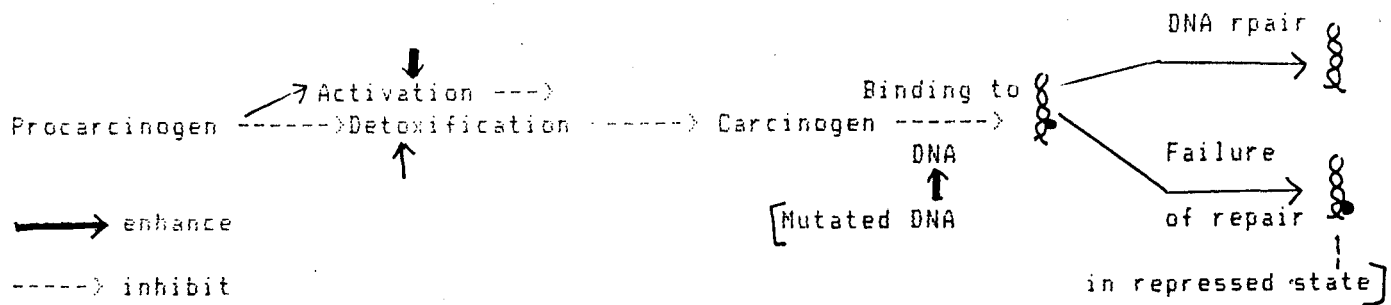 DNA rpair
Activation --->
Binding to
Procarcinogen ------>Detoxification ------> Carcinogen ------>
DNA
Failure
enhance
[Mutated DNA
of repair
-----> inhibit
in repressed state]